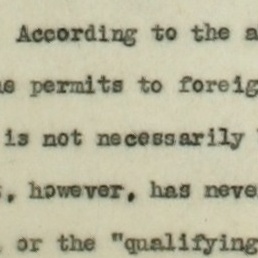 According to the a
e permits to foreig
is not necessarily
, however, has neve
, or the "qualifying